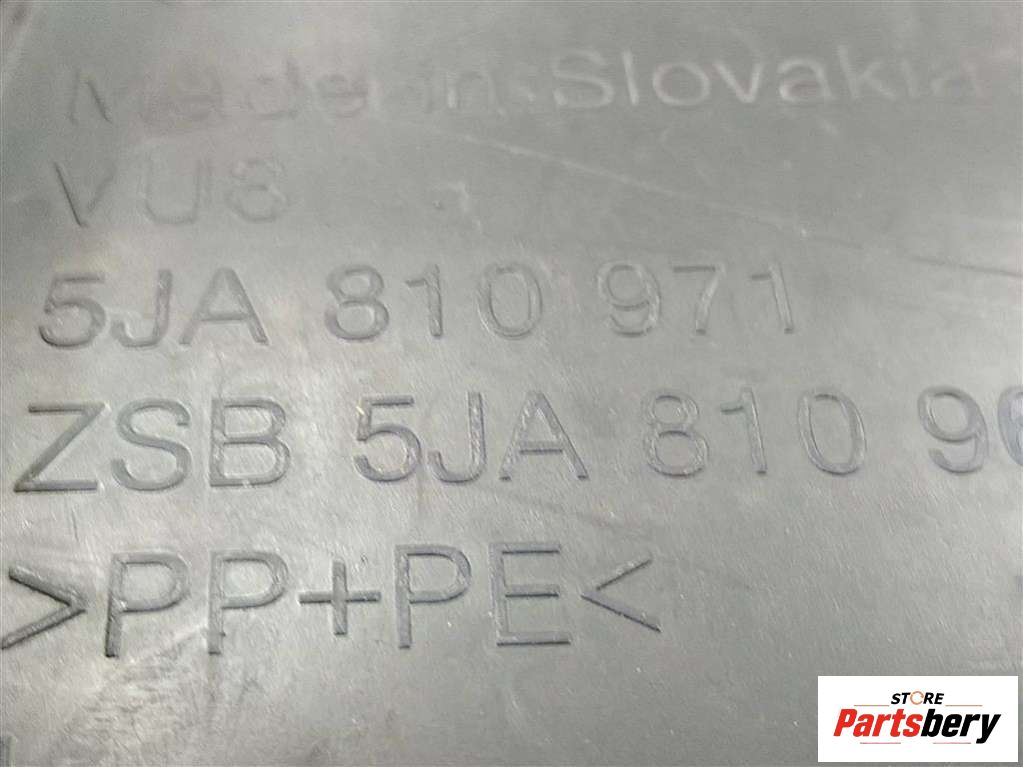 Made in Slovakia
VU8
5JA 810 971
ZSB 5JA 810 96
>PP+PE<
STORE
Partsbery